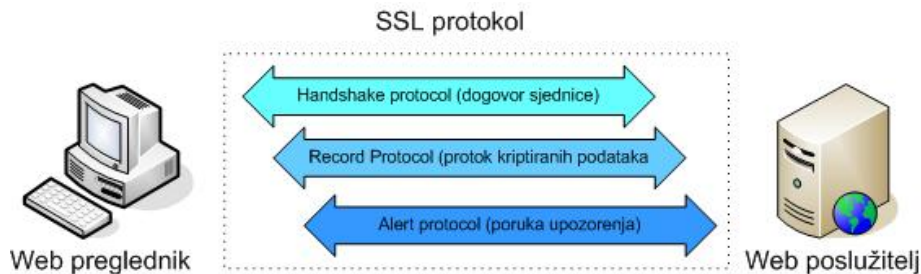 SSL protokol
Handshake protocol (dogovor sjednice)
Record Protocol (protok kriptiranih podataka
Alert protocol (poruka upozorenja)
Web preglednik
Web poslužitelj